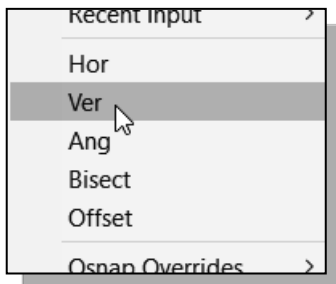 Recent Input
Hor
Ver
Ang
Bisect
Offset
Osnap Overrides